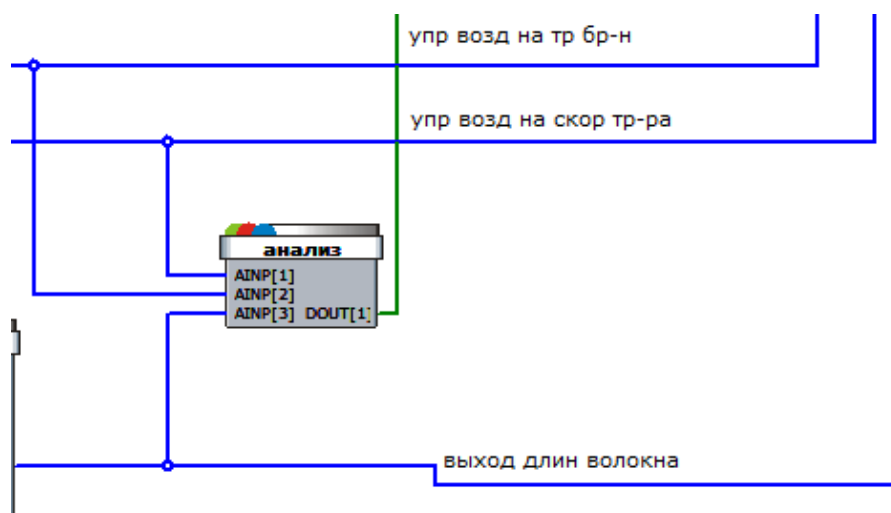 упр возд на тр бр-н
упр возд на скор тр-ра
анализ
AINP[1]
AINP[2]
AINP[3] DOUT[1]
выход длин волокна